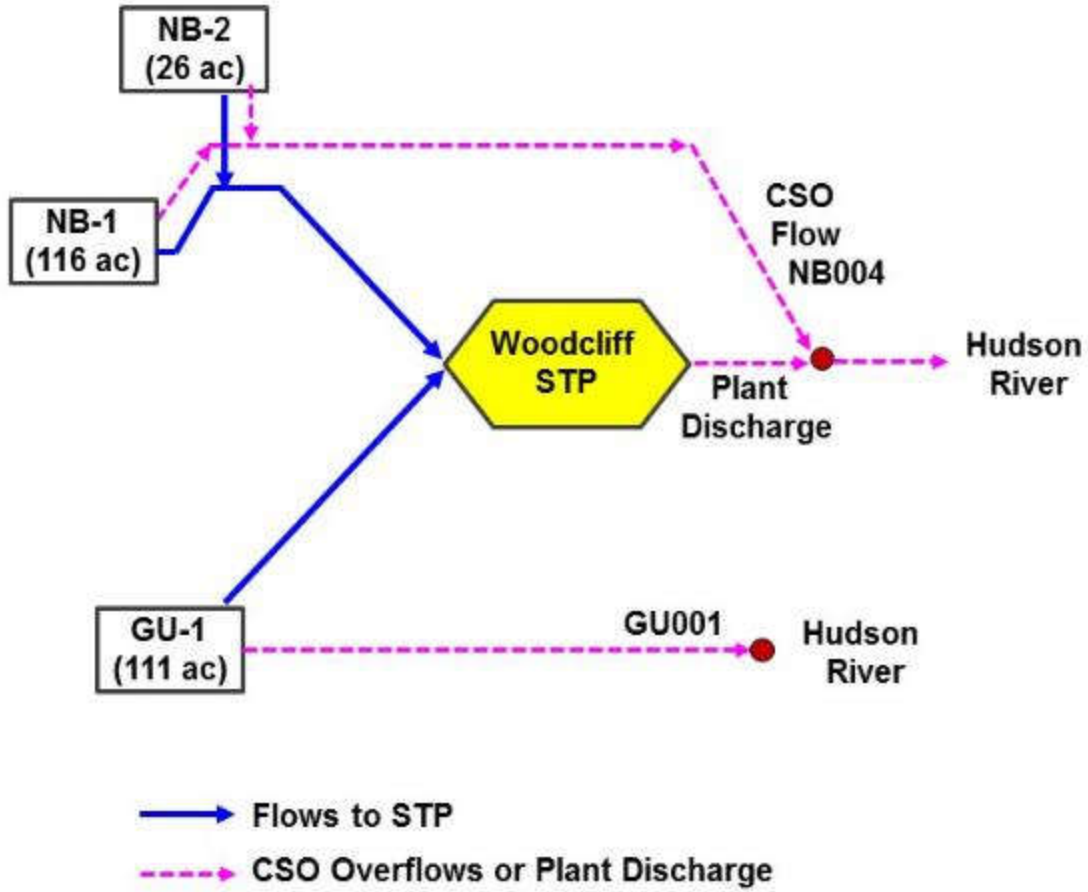 NB-2
(26 ac)
NB-1
(116 ac)
CSO
Flow
NB004
Woodcliff
STP
Plant
Discharge
Hudson
River
GU-1
(111 ac)
GU001
Hudson
River
Flows to STP
CSO Overflows or Plant Discharge